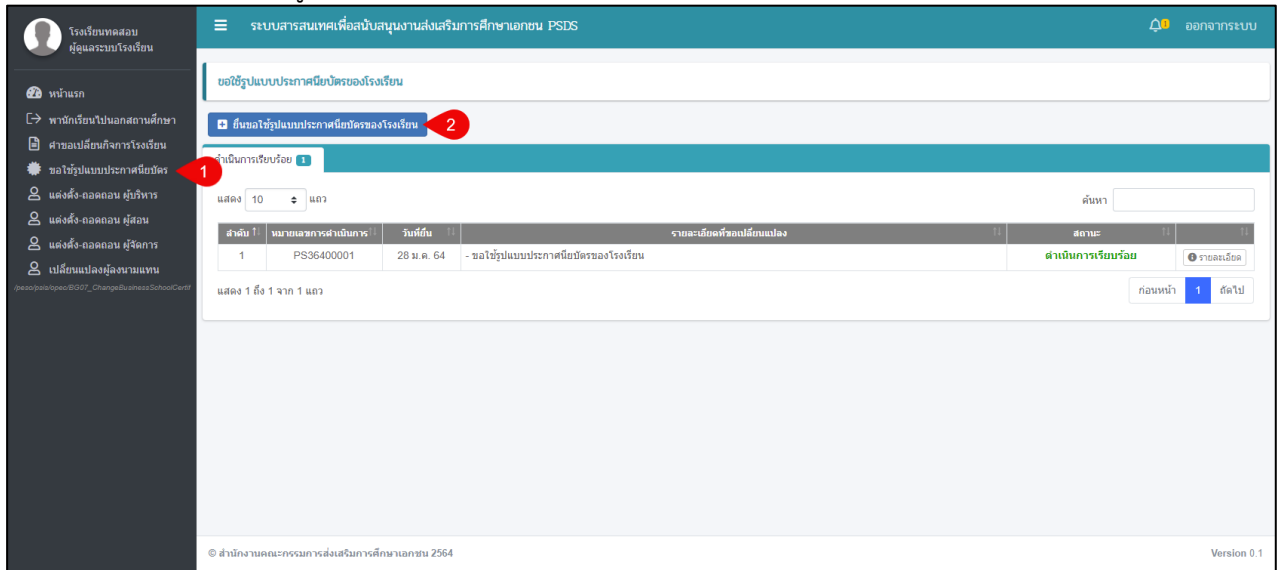 โรงเรียนทดสอบ
ผู้ดูแลระบบโรงเรียน
ระบบสารสนเทศเพื่อสนับสนุนงานส่งเสริมการศึกษาเอกชน PSDS
ออกจากระบบ
หน้าแรก
พานักเรียนไปนอกสถานศึกษา
คำขอเปลี่ยนกิจการโรงเรียน
ขอใช้รูปแบบประกาศนียบัตร
1
แต่งตั้ง-ถอดถอน ผู้บริหาร
แต่งตั้ง-ถอดถอน ผู้สอน
แต่งตั้ง-ถอดถอน ผู้จัดการ
เปลี่ยนแปลงผู้ลงนามแทน
/peso/psis/opeo/BG07_ChangeBusinessSchoolCertif
ขอใช้รูปแบบประกาศนียบัตรของโรงเรียน
ยื่นขอใช้รูปแบบประกาศนียบัตรของโรงเรียน 2
ดำเนินการเรียบร้อย 1
แสดง 10 แถว ค้นหา
ลำดับ หมายเลขการดำเนินการ วันที่ยื่น รายละเอียดที่ขอเปลี่ยนแปลง สถานะ
1 PS36400001 28 ม.ค. 64 - ขอใช้รูปแบบประกาศนียบัตรของโรงเรียน ดำเนินการเรียบร้อย รายละเอียด
แสดง 1 ถึง 1 จาก 1 แถว ก่อนหน้า 1 ถัดไป
© สำนักงานคณะกรรมการส่งเสริมการศึกษาเอกชน 2564 Version 0.1